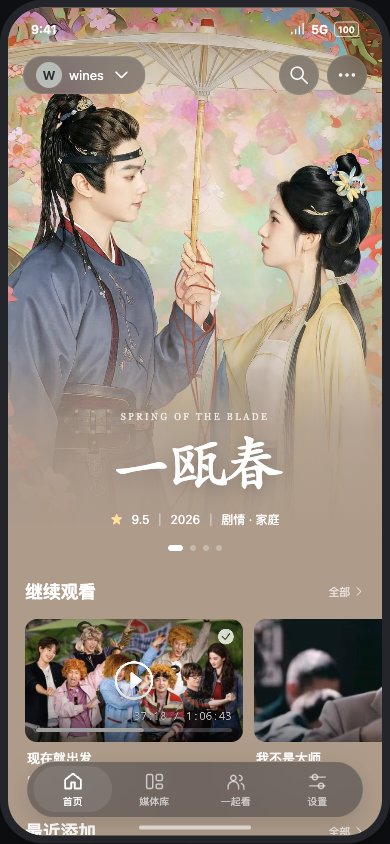 9:41 5G 100
W wines
SPRING OF THE BLADE
一瓯春
9.5 | 2026 | 剧情 · 家庭
继续观看 全部
37:18 / 1:06:43
现在就出发 我不是大师
首页 媒体库 一起看 设置
最近添加 全部